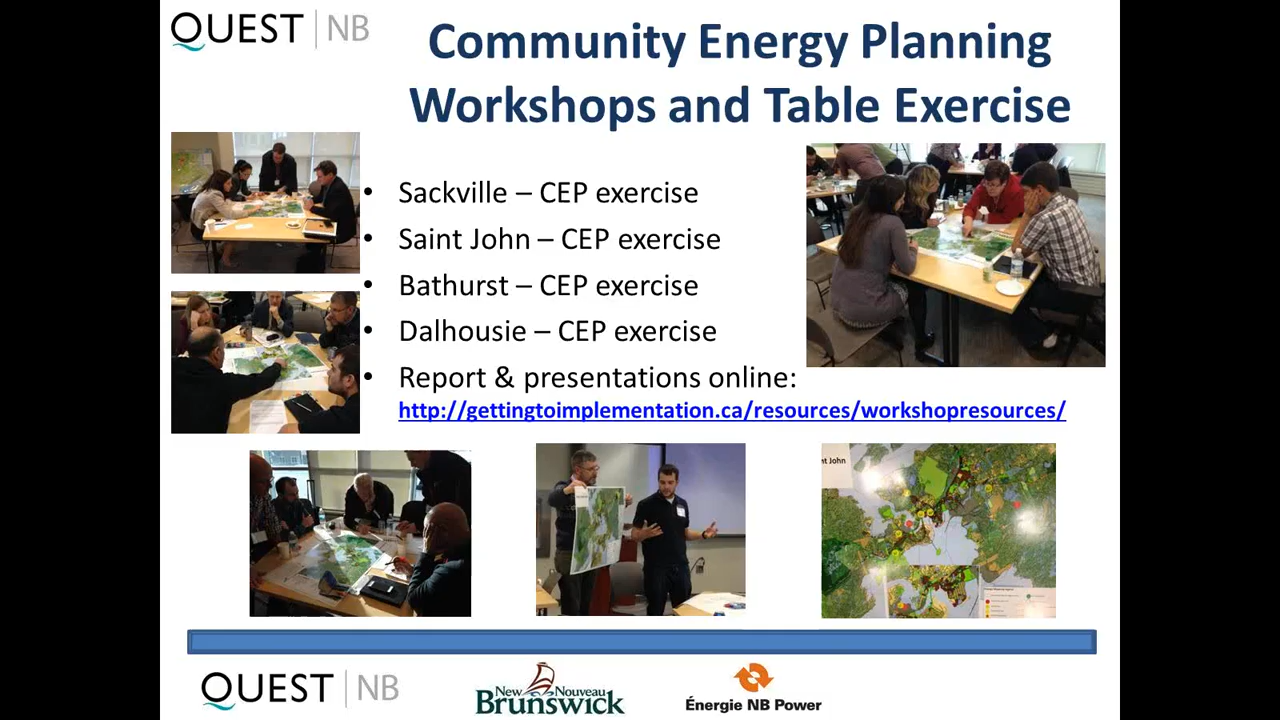 QUEST NB
Community Energy Planning
Workshops and Table Exercise
• Sackville – CEP exercise
• Saint John – CEP exercise
• Bathurst – CEP exercise
• Dalhousie – CEP exercise
• Report & presentations online:
http://gettingtoimplementation.ca/resources/workshopresources/
nt John
QUEST NB
New Nouveau
Brunswick
Énergie NB Power